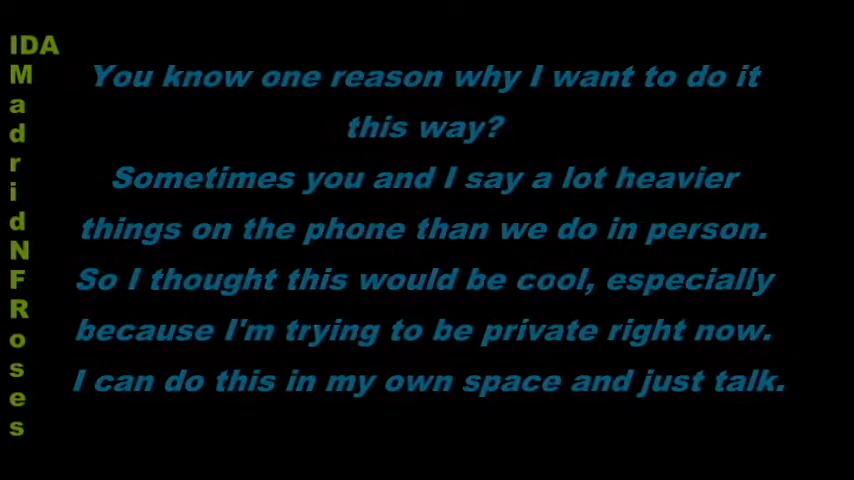 IDA
M
a
d
r
i
d
N
F
R
o
s
e
s
You know one reason why I want to do it
this way?
Sometimes you and I say a lot heavier
things on the phone than we do in person.
So I thought this would be cool, especially
because I'm trying to be private right now.
I can do this in my own space and just talk.